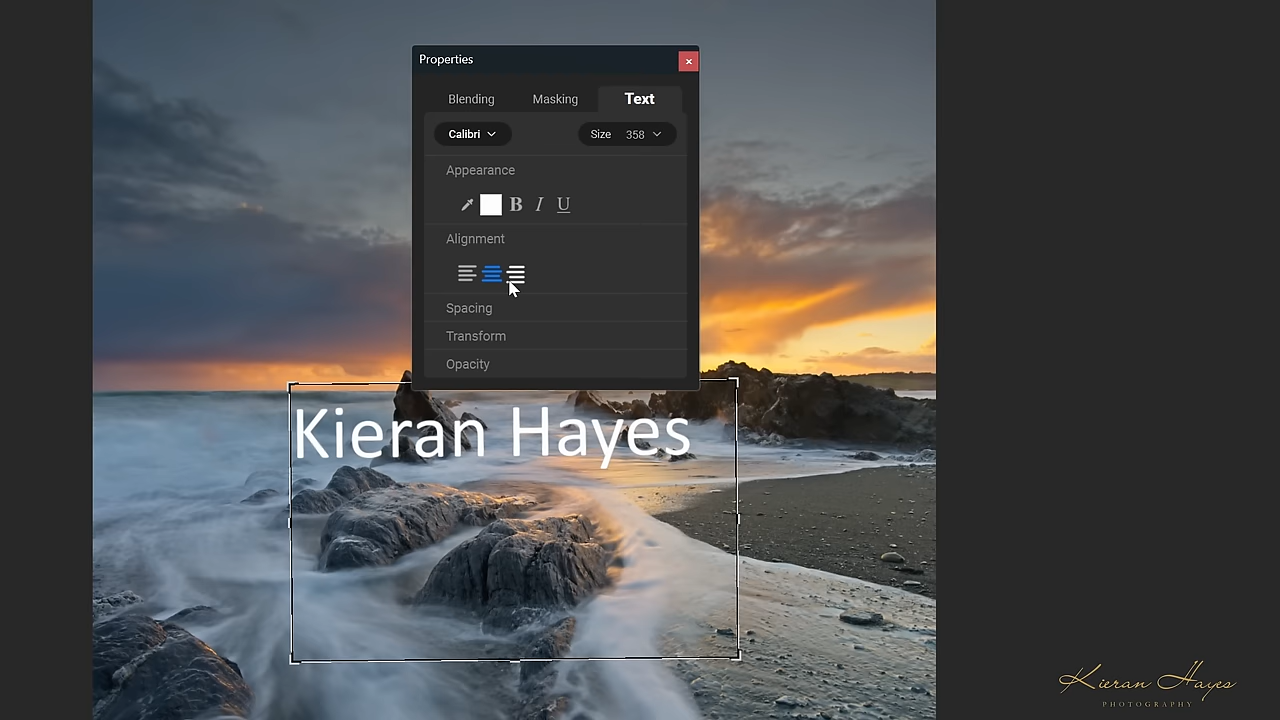 Properties
Blending Masking Text
Calibri Size 358
Appearance
B I U
Alignment
Spacing
Transform
Opacity
Kieran Hayes
Kieran Hayes
PHOTOGRAPHY